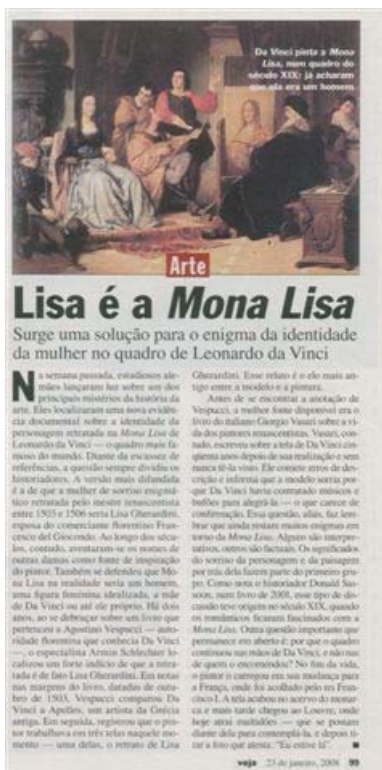 Da Vinci pinta a Mona
Lisa, num quadro do
século XIX: já acharam
que ela era um homem
Arte
Lisa é a Mona Lisa
Surge uma solução para o enigma da identidade
da mulher no quadro de Leonardo da Vinci
Na semana passada, estudiosos ale-
mães lançaram luz sobre um dos
principais mistérios da história da
arte. Eles localizaram uma nova evidên-
cia documental sobre a identidade da
personagem retratada na Mona Lisa de
Leonardo da Vinci — o quadro mais fa-
moso do mundo. Diante da escassez de
referências, a questão sempre dividiu os
historiadores. A versão mais difundida
é a de que a mulher de sorriso enigmá-
tico retratada pelo mestre renascentista
entre 1503 e 1506 seria Lisa Gherardini,
esposa do comerciante florentino Fran-
cesco del Giocondo. Ao longo dos sécu-
los, contudo, aventaram-se os nomes de
outras damas como fonte de inspiração
do pintor. Também se defendeu que Mo-
na Lisa na realidade seria um homem,
uma figura feminina idealizada, a mãe
de Da Vinci ou até ele próprio. Há dois
anos, ao se debruçar sobre um livro que
pertenceu a Agostino Vespucci — auto-
ridade florentina que conhecia Da Vinci
—, o especialista Armin Schlechter lo-
calizou um forte indício de que a retra-
tada é de fato Lisa Gherardini. Em notas
nas margens do livro, datadas de outu-
bro de 1503, Vespucci comparou Da
Vinci a Apelles, um artista da Grécia
antiga. Em seguida, registrou que o pin-
tor trabalhava em três telas naquele mo-
mento — uma delas, o retrato de Lisa
Gherardini. Esse relato é o elo mais an-
tigo entre a modelo e a pintura.
Antes de se encontrar a anotação de
Vespucci, a melhor fonte disponível era o
livro do italiano Giorgio Vasari sobre a vi-
da dos pintores renascentistas. Vasari, con-
tudo, escreveu sobre a tela de Da Vinci cin-
qüenta anos depois de sua realização e sem
nunca tê-la visto. Ele comete erros de des-
crição e informa que a modelo sorria por-
que Da Vinci havia contratado músicos e
bufões para alegrá-la — o que carece de
confirmação. Essa questão, aliás, faz lem-
brar que ainda restam muitos enigmas em
torno da Mona Lisa. Alguns são interpre-
tativos, outros são factuais. Os significados
do sorriso da personagem e da paisagem
por trás dela fazem parte do primeiro gru-
po. Como nota o historiador Donald Sas-
soon, num livro de 2001, esse tipo de dis-
cussão teve origem no século XIX, quando
os românticos ficaram fascinados com a
Mona Lisa. Outra questão importante que
permanece em aberto é: por que o quadro
continuou nas mãos de Da Vinci, e não nas
de quem o encomendou? No fim da vida,
o pintor o carregou em sua mudança para
a França, onde foi acolhido pelo rei Fran-
cisco I. A tela acabou no acervo do monar-
ca e mais tarde chegou ao Louvre, onde
hoje atrai multidões — que se postam
diante dela para contemplá-la, e depois ti-
rar a foto que atesta: "Eu estive lá".
veja 23 de janeiro, 2008 99